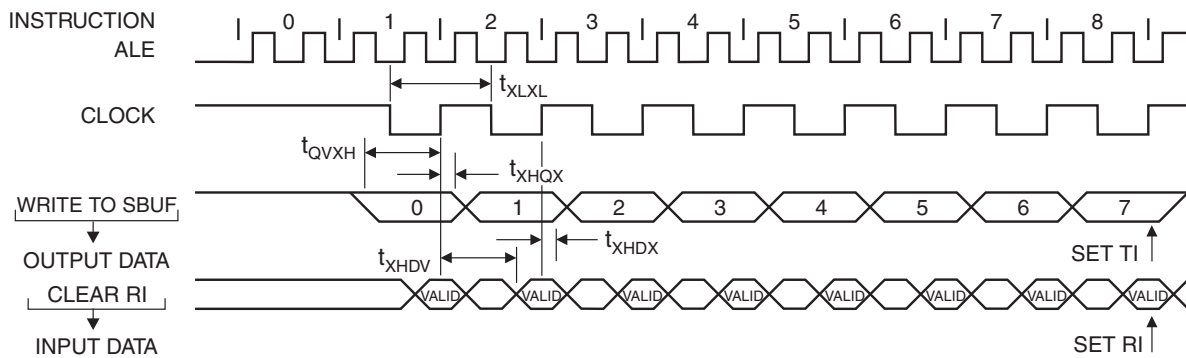 INSTRUCTION 0 1 2 3 4 5 6 7 8
ALE
tXLXL
CLOCK
tQVXH
tXHQX
WRITE TO SBUF 0 1 2 3 4 5 6 7
tXHDX
SET TI
OUTPUT DATA
tXHDV
CLEAR RI VALID VALID VALID VALID VALID VALID VALID VALID
SET RI
INPUT DATA